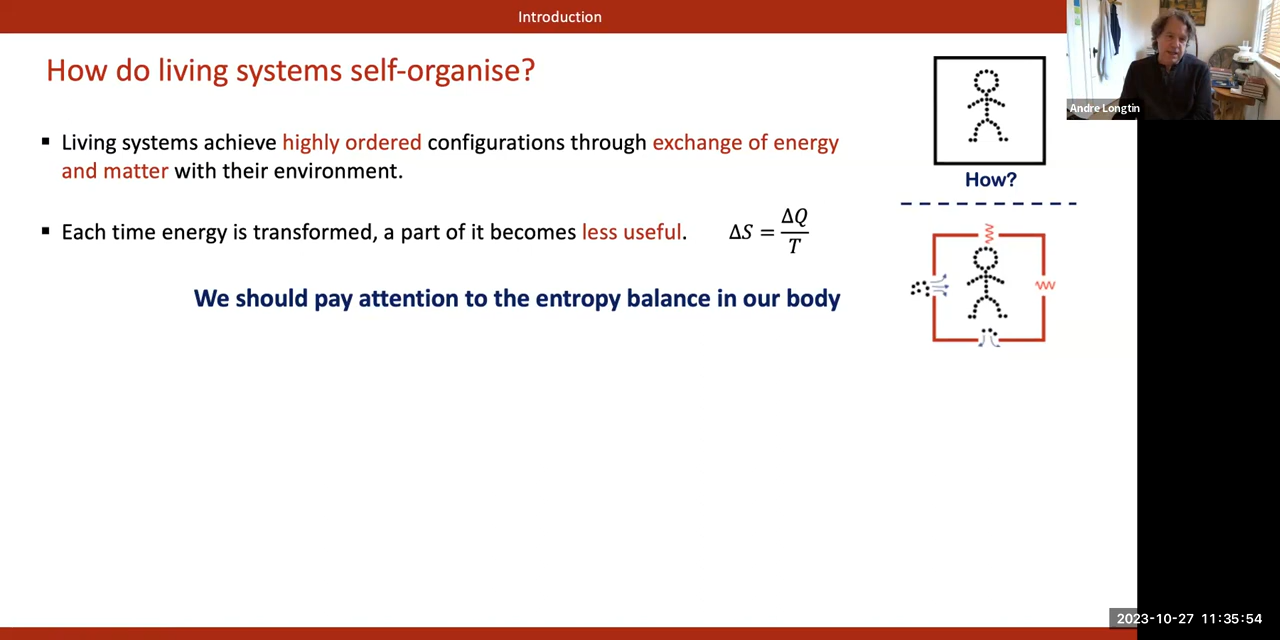 Introduction
How do living systems self-organise?
▪ Living systems achieve highly ordered configurations through exchange of energy
and matter with their environment.
▪ Each time energy is transformed, a part of it becomes less useful. ΔS = ΔQ/T
We should pay attention to the entropy balance in our body
How?
Andre Longtin
2023-10-27 11:35:54